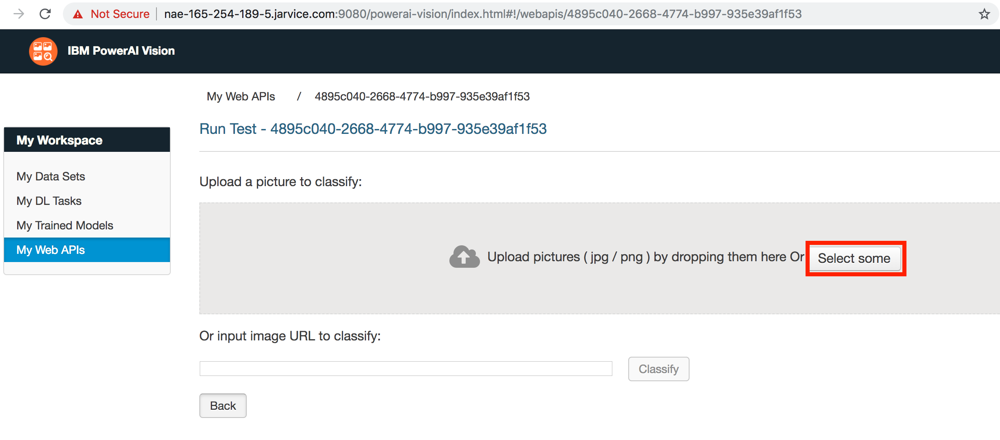 Not Secure nae-165-254-189-5.jarvice.com:9080/powerai-vision/index.html#!/webapis/4895c040-2668-4774-b997-935e39af1f53
IBM PowerAI Vision
My Web APIs / 4895c040-2668-4774-b997-935e39af1f53
Run Test - 4895c040-2668-4774-b997-935e39af1f53
My Workspace
My Data Sets
My DL Tasks
My Trained Models
My Web APIs
Upload a picture to classify:
Upload pictures ( jpg / png ) by dropping them here Or Select some
Or input image URL to classify:
Classify
Back